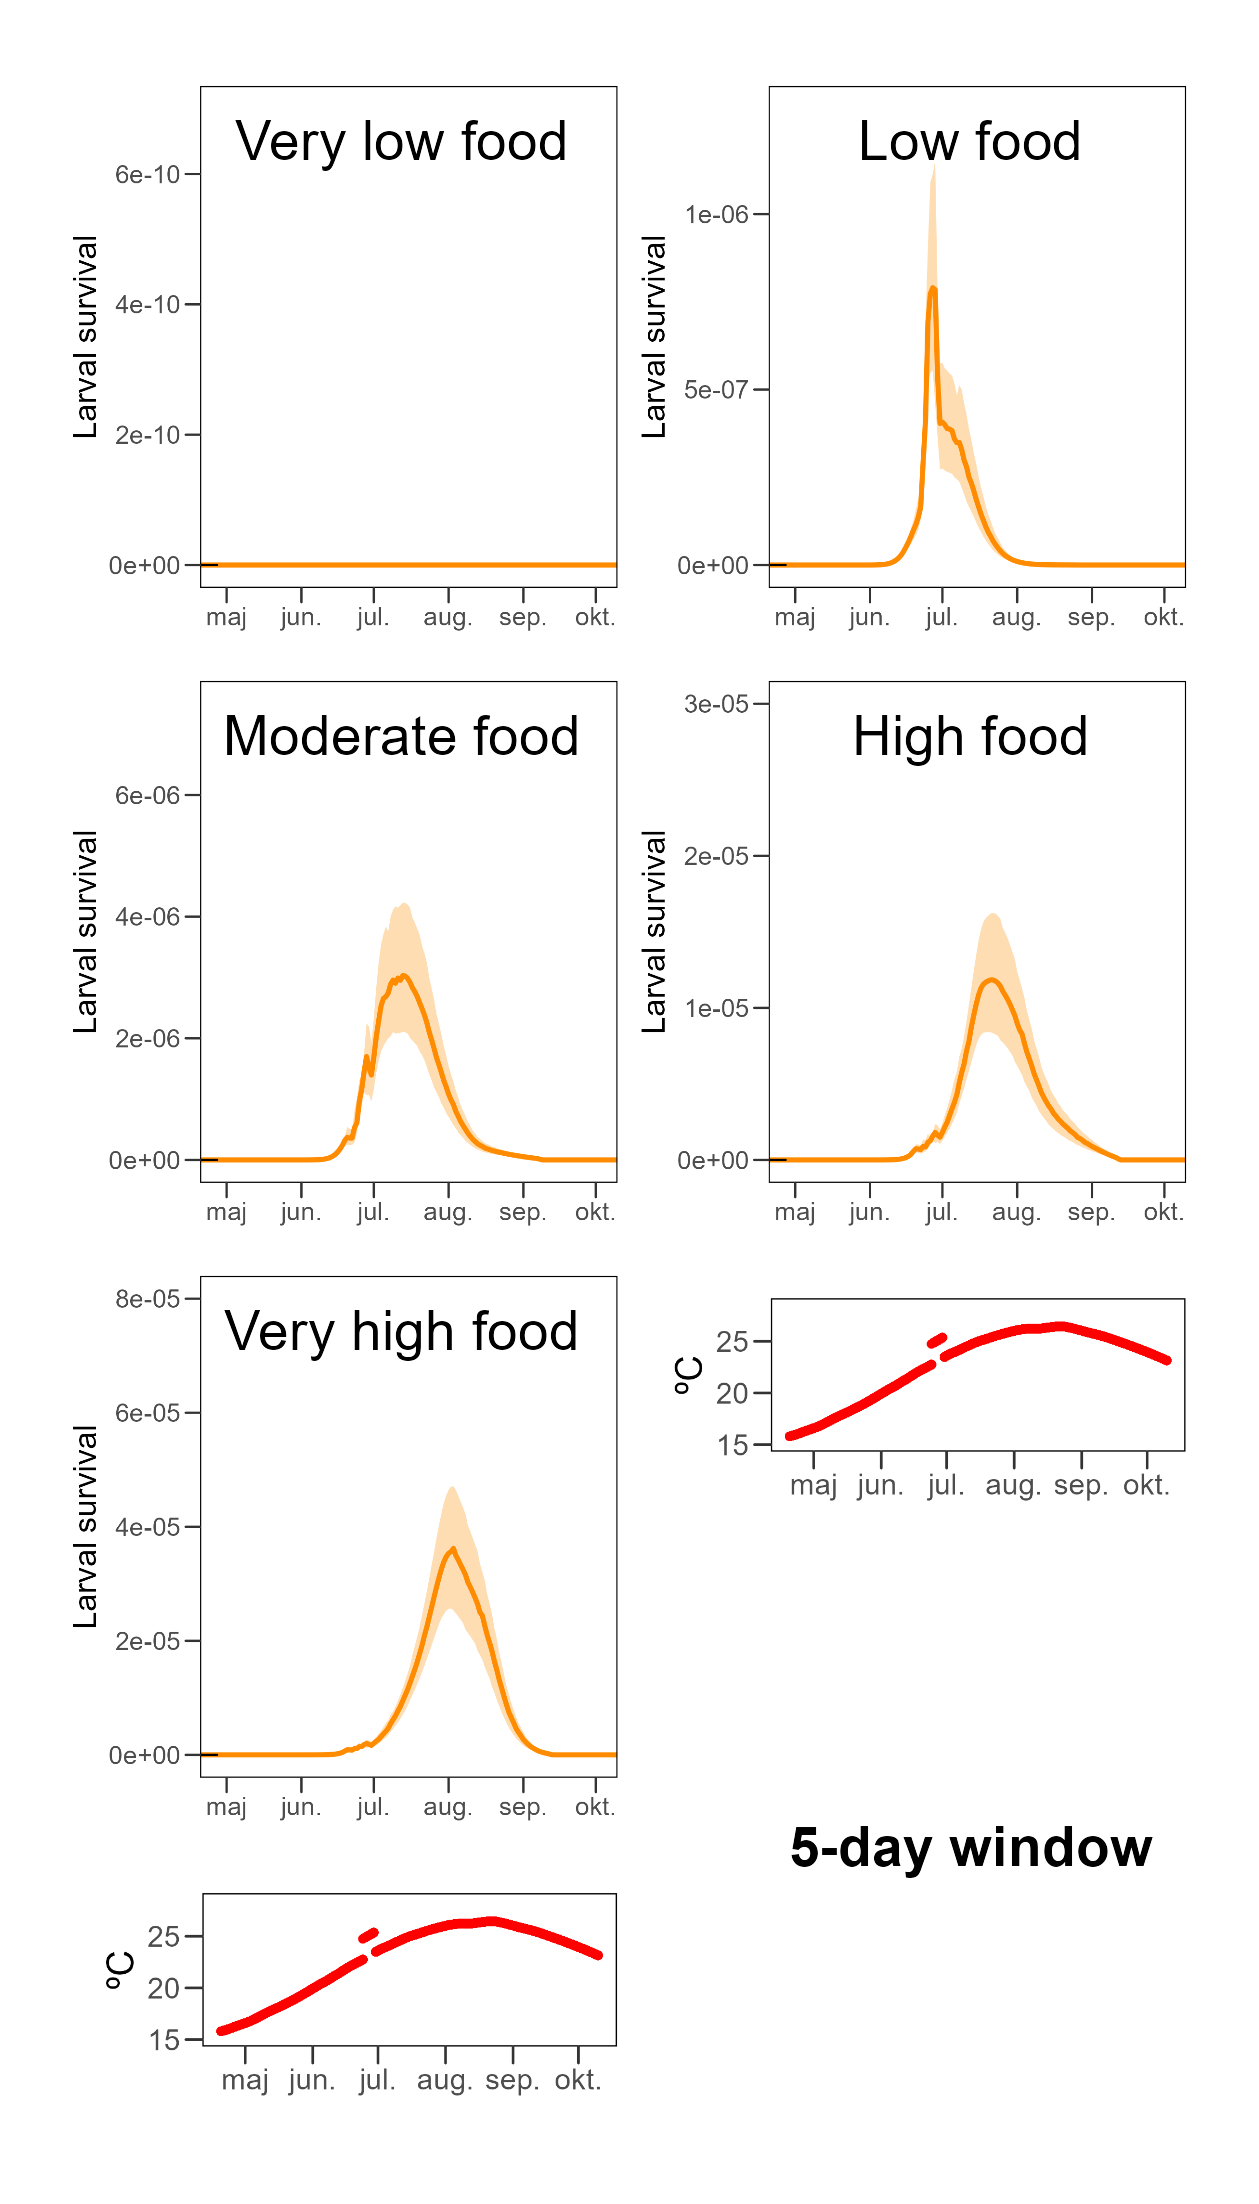 Very low food
Larval survival
6e-10
4e-10
2e-10
0e+00
maj jun. jul. aug. sep. okt.
Low food
Larval survival
1e-06
5e-07
0e+00
maj jun. jul. aug. sep. okt.
Moderate food
Larval survival
6e-06
4e-06
2e-06
0e+00
maj jun. jul. aug. sep. okt.
High food
Larval survival
3e-05
2e-05
1e-05
0e+00
maj jun. jul. aug. sep. okt.
Very high food
Larval survival
8e-05
6e-05
4e-05
2e-05
0e+00
maj jun. jul. aug. sep. okt.
ºC
25
20
15
maj jun. jul. aug. sep. okt.
5-day window
ºC
25
20
15
maj jun. jul. aug. sep. okt.